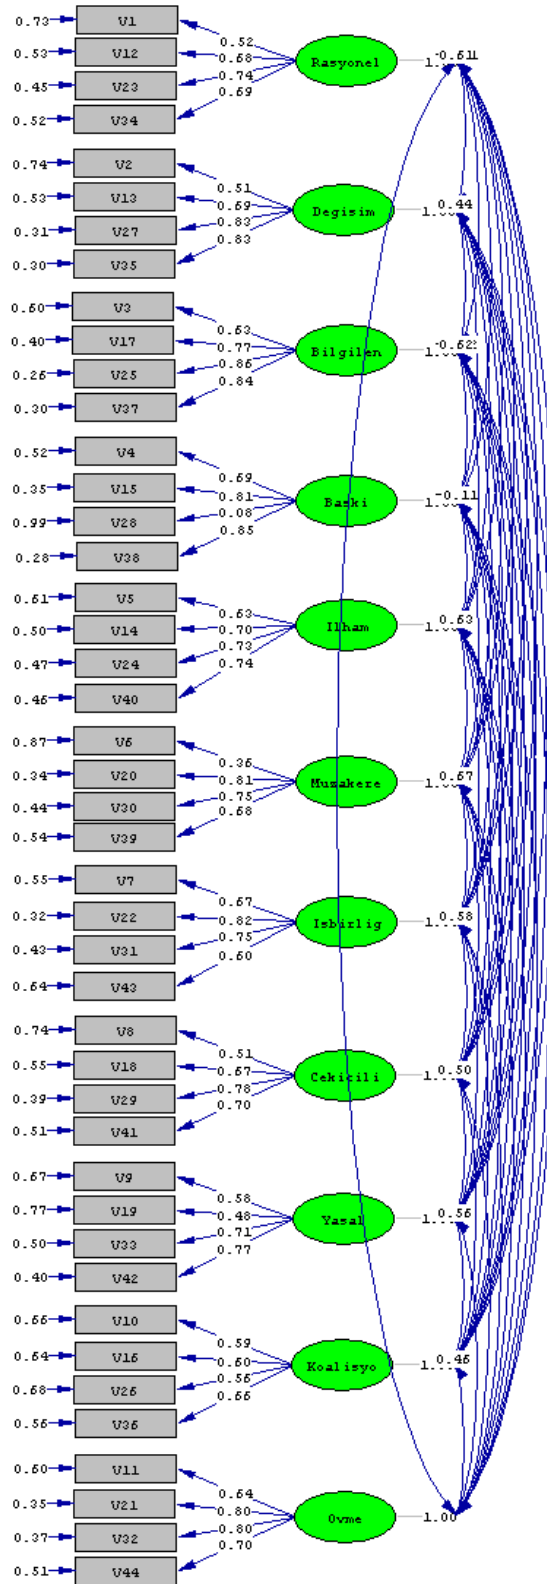 0.73 V1 0.52
0.53 V12 0.68
0.45 V23 0.74
0.52 V34 0.69
Rasyonel
0.74 V2 0.51
0.53 V13 0.69
0.31 V27 0.83
0.30 V35 0.83
Degisim 0.44
0.60 V3 0.63
0.40 V17 0.77
0.26 V25 0.86
0.30 V37 0.84
Bilgilen
0.52 V4 0.69
0.35 V15 0.81
0.99 V28 0.08
0.28 V38 0.85
Baski -0.11
0.61 V5 0.63
0.50 V14 0.70
0.47 V24 0.73
0.46 V40 0.74
Ilham 0.63
0.87 V6 0.36
0.34 V20 0.81
0.44 V30 0.75
0.54 V39 0.68
Muzakere 0.67
0.55 V7 0.67
0.32 V22 0.82
0.43 V31 0.75
0.64 V43 0.60
Isbirlig 0.58
0.74 V8 0.51
0.55 V18 0.67
0.39 V29 0.78
0.51 V41 0.70
Cekicili 0.50
0.67 V9 0.58
0.77 V19 0.48
0.50 V33 0.71
0.40 V42 0.77
Yasal 0.56
0.66 V10 0.59
0.64 V16 0.60
0.68 V26 0.56
0.56 V36 0.66
Koalisyo 0.46
0.60 V11 0.64
0.35 V21 0.80
0.37 V32 0.80
0.51 V44 0.70
Ovme 1.00